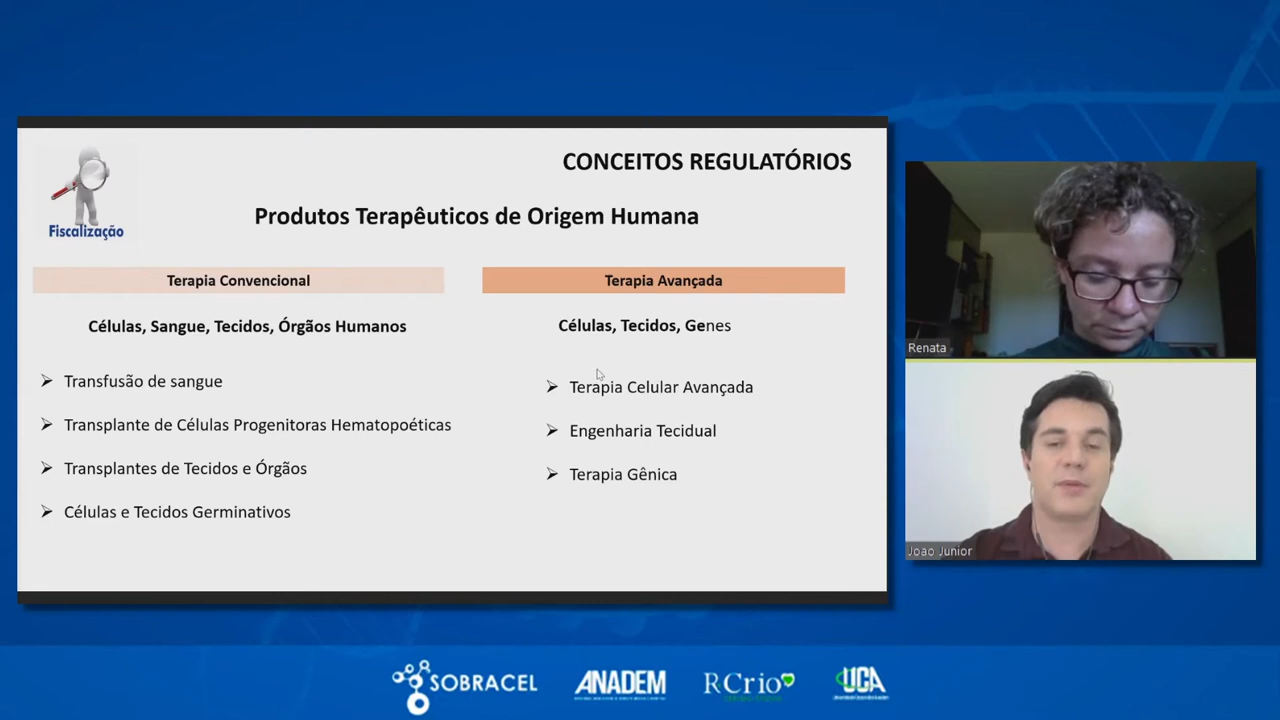 CONCEITOS REGULATÓRIOS
Fiscalização
Produtos Terapêuticos de Origem Humana
Terapia Convencional
Células, Sangue, Tecidos, Órgãos Humanos
➢ Transfusão de sangue
➢ Transplante de Células Progenitoras Hematopoéticas
➢ Transplantes de Tecidos e Órgãos
➢ Células e Tecidos Germinativos
Terapia Avançada
Células, Tecidos, Genes
➢ Terapia Celular Avançada
➢ Engenharia Tecidual
➢ Terapia Gênica
Renata
Joao Junior
SOBRACEL
ANADEM
RCrio
UCA